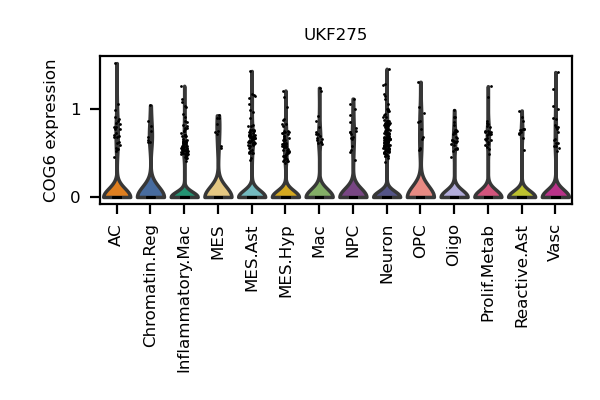 UKF275
COG6 expression
1
0
AC
Chromatin.Reg
Inflammatory.Mac
MES
MES.Ast
MES.Hyp
Mac
NPC
Neuron
OPC
Oligo
Prolif.Metab
Reactive.Ast
Vasc